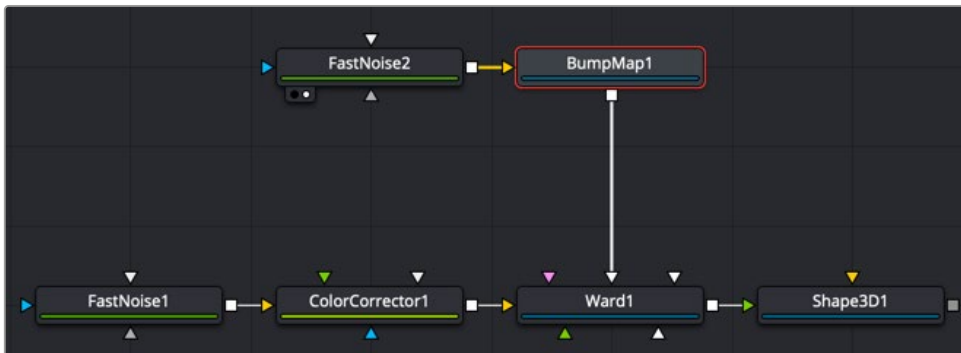 FastNoise2
BumpMap1
FastNoise1
ColorCorrector1
Ward1
Shape3D1